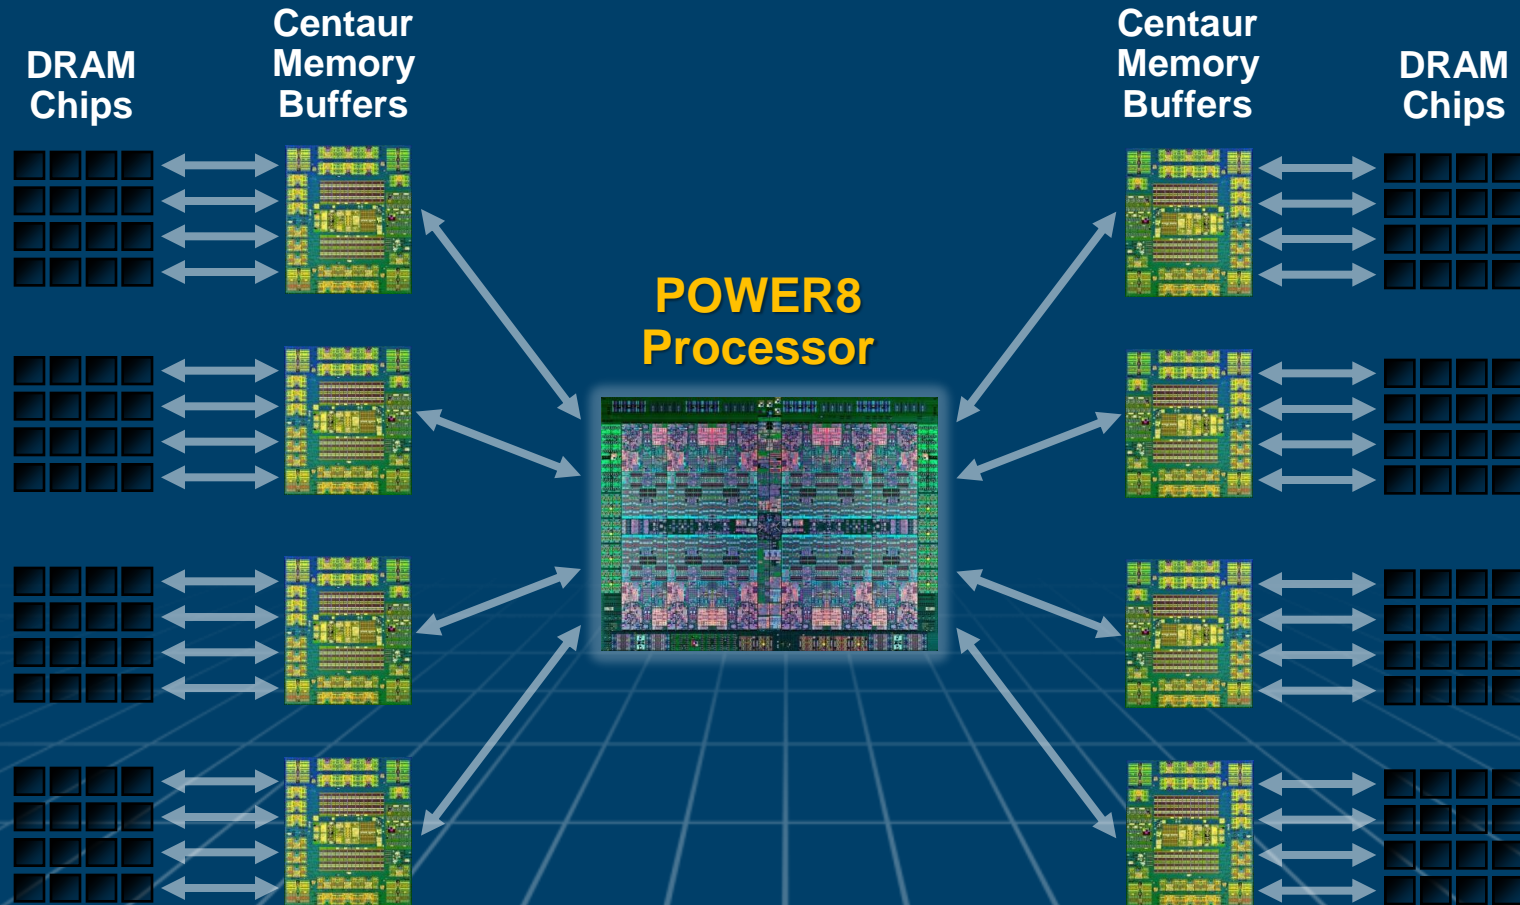 DRAM
Chips
Centaur
Memory
Buffers
POWER8
Processor
Centaur
Memory
Buffers
DRAM
Chips